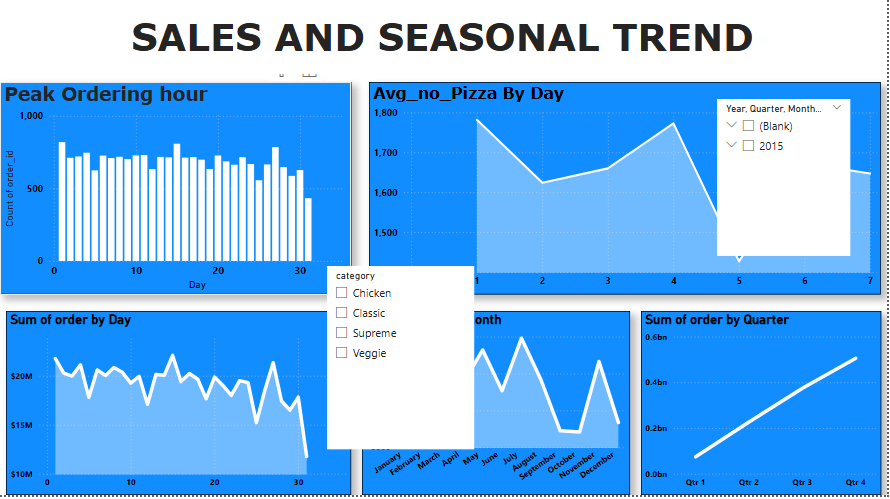 SALES AND SEASONAL TREND
Peak Ordering hour
1,000
500
0
Count of order_id
0 10 20 30
Day
Avg_no_Pizza By Day
1,800
1,700
1,600
1,500
1 2 3 4 5 6 7
Year, Quarter, Month...
(Blank)
2015
category
Chicken
Classic
Supreme
Veggie
Sum of order by Day
$20M
$15M
$10M
0 10 20 30
onth
January February March April May June July August September October November December
Sum of order by Quarter
0.6bn
0.4bn
0.2bn
0.0bn
Qtr 1 Qtr 2 Qtr 3 Qtr 4